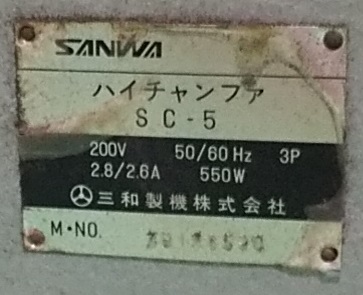 SANWA
ハイチャンファ
SC-5
200V 50/60Hz 3P
2.8/2.6A 550W
三和製機株式会社
M・NO.